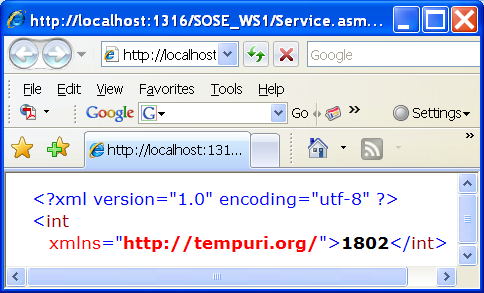 http://localhost:1316/SOSE_WS1/Service.asm...
http://localhost
Google
File Edit View Favorites Tools Help
Google G Go Settings
http://localhost:131...
<?xml version="1.0" encoding="utf-8" ?>
<int
xmlns="http://tempuri.org/">1802</int>